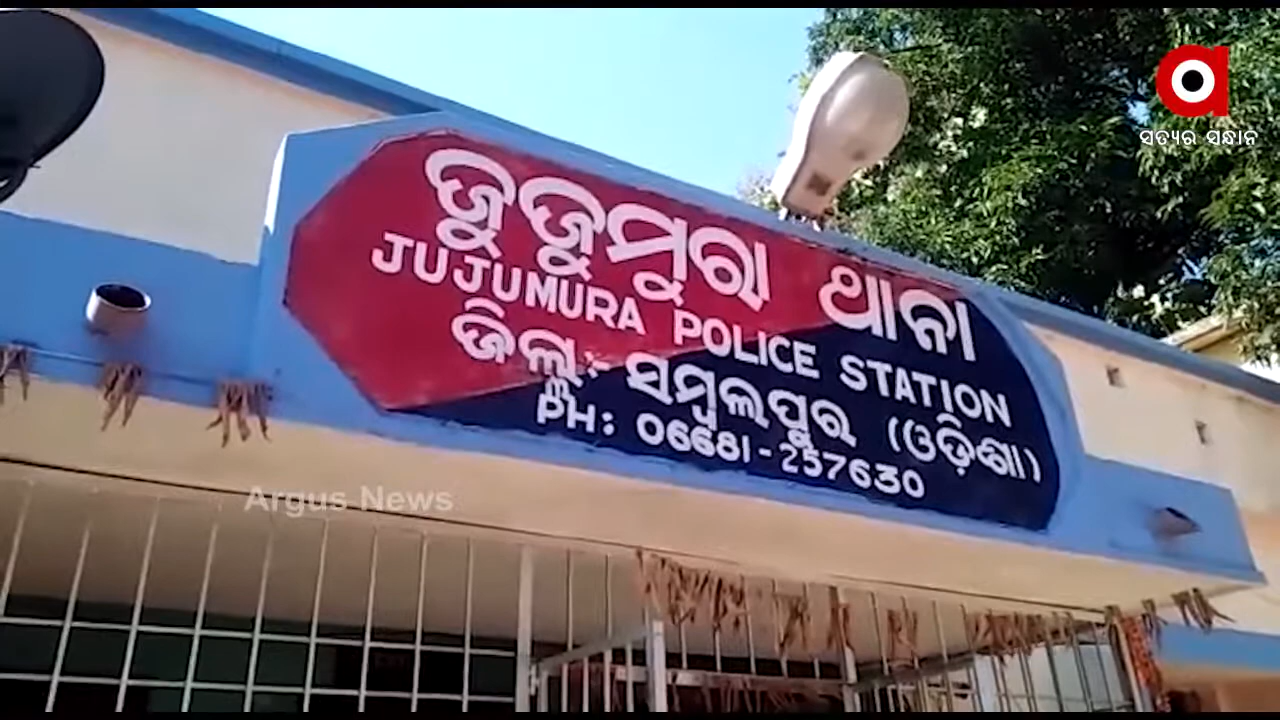 ସତ୍ୟର ସନ୍ଧାନ
ଜୁଜୁମୁରା ଥାନା
JUJUMURA POLICE STATION
ଜିଲ୍ଲା:- ସମ୍ବଲପୁର (ଓଡ଼ିଶା)
PH: 06681-257630
Argus News